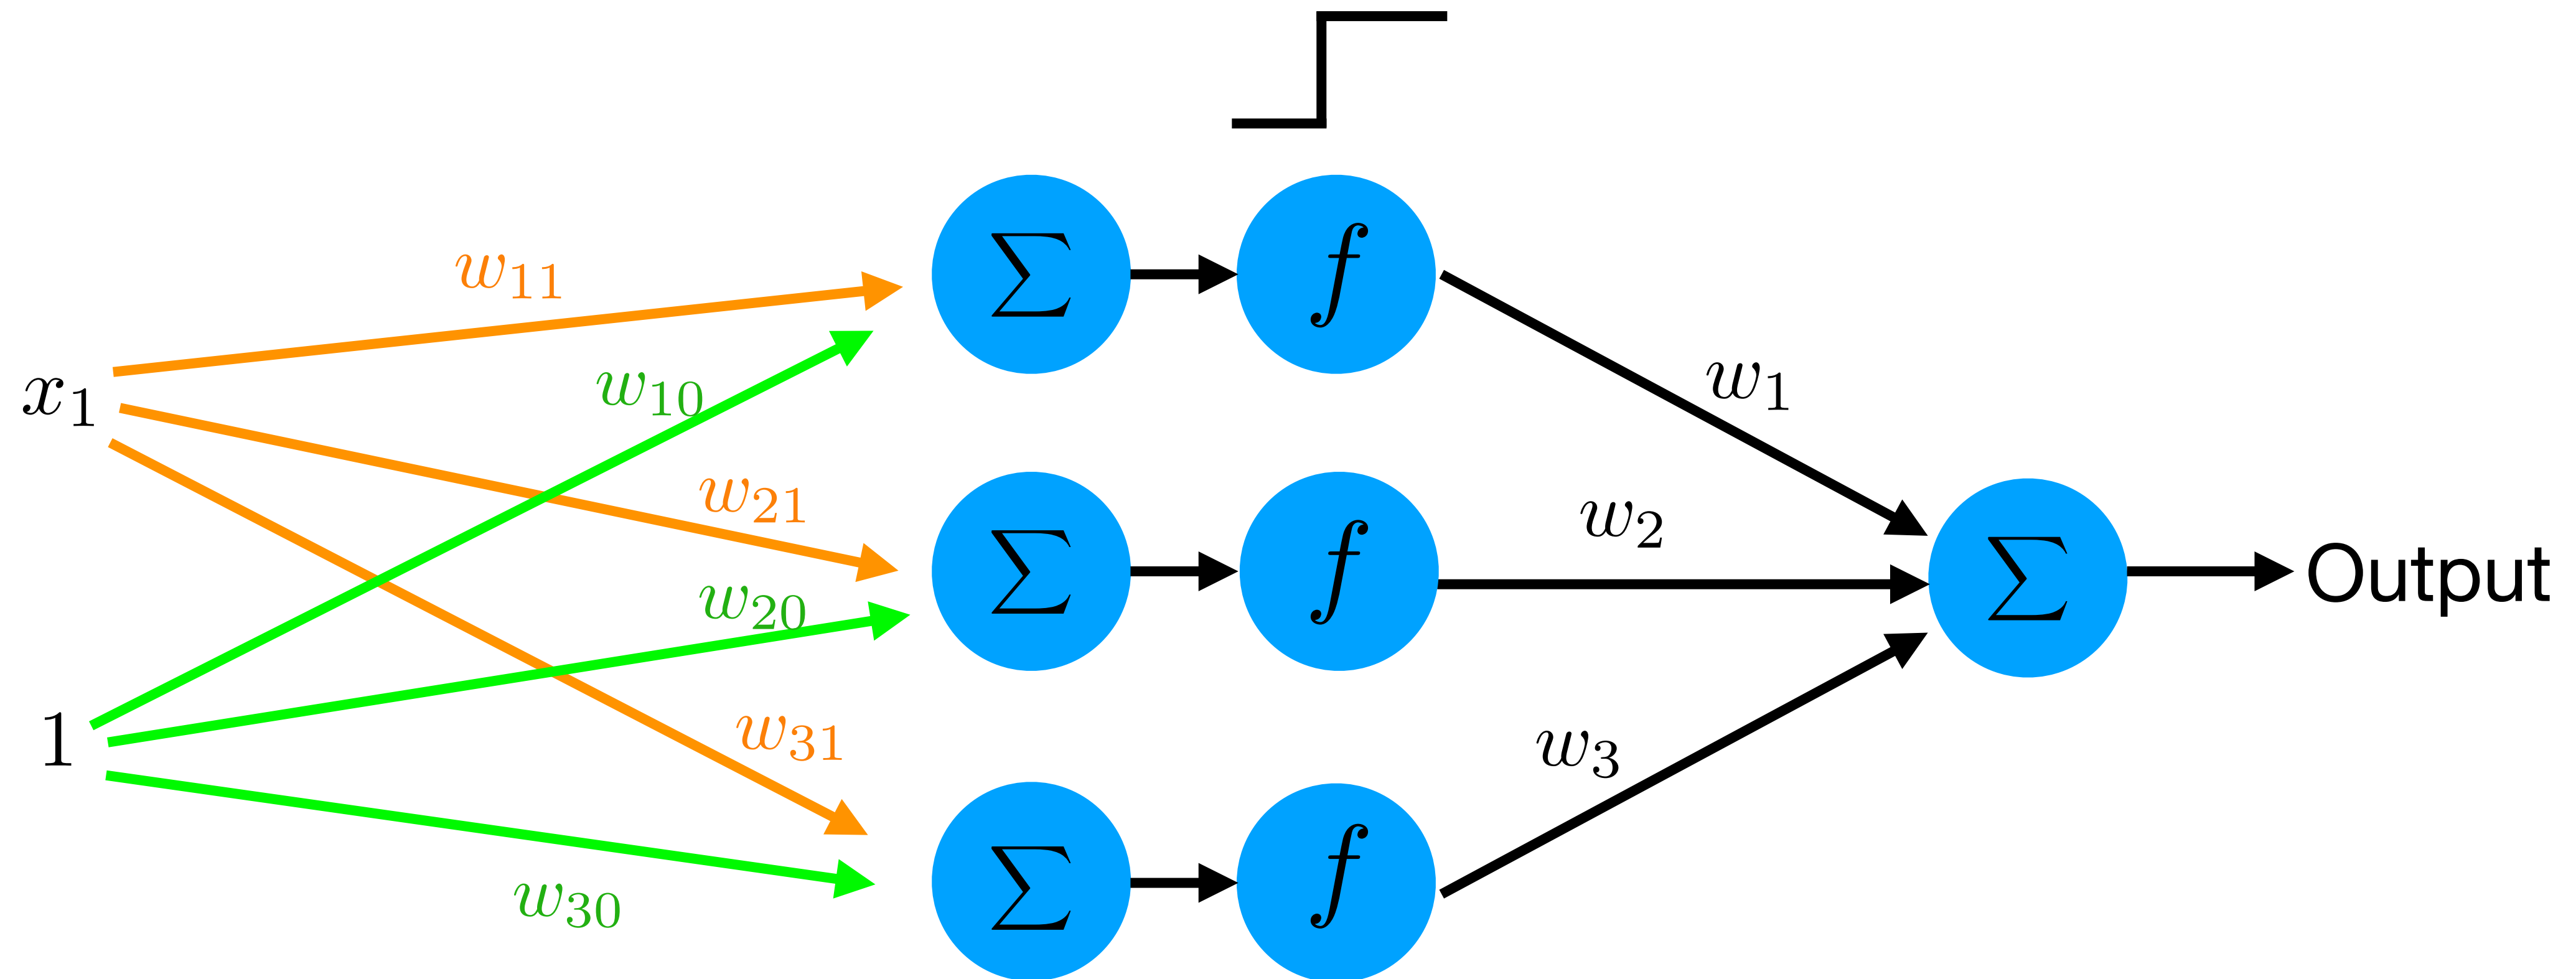 w₁₁
∑ f
w₁₀
w₁
x₁
w₂₁
w₂
∑ f
∑ Output
w₂₀
1
w₃₁
w₃
∑ f
w₃₀